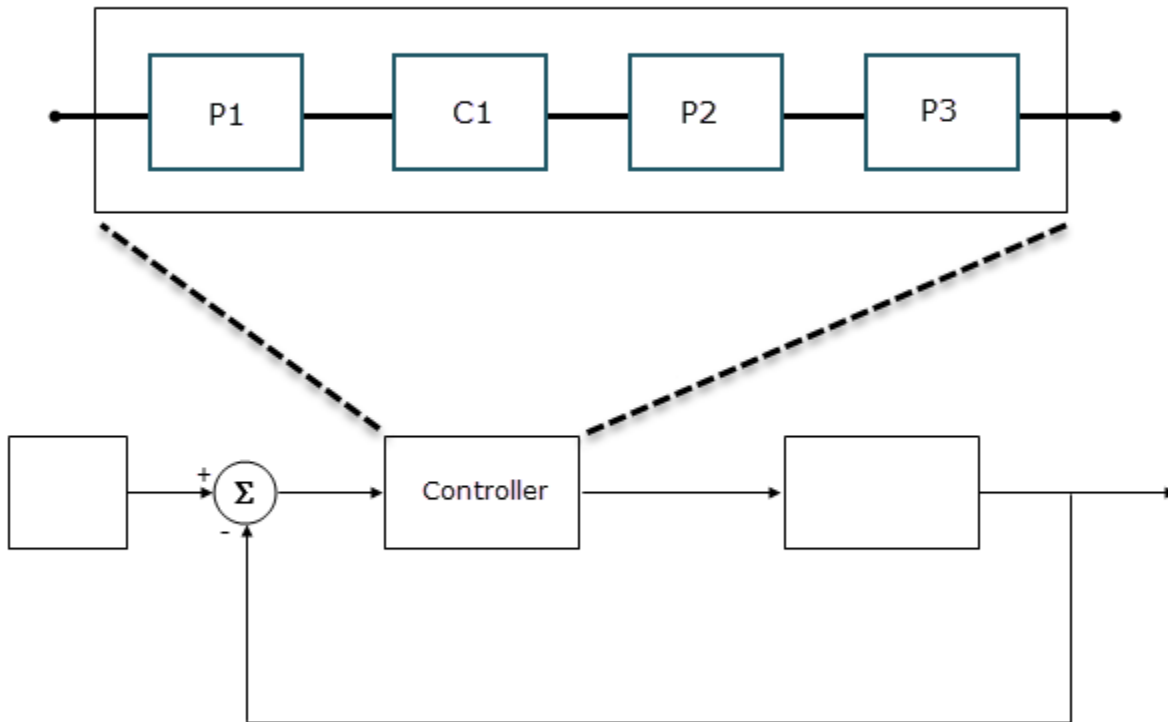 P1 C1 P2 P3
+
Σ
Controller
-